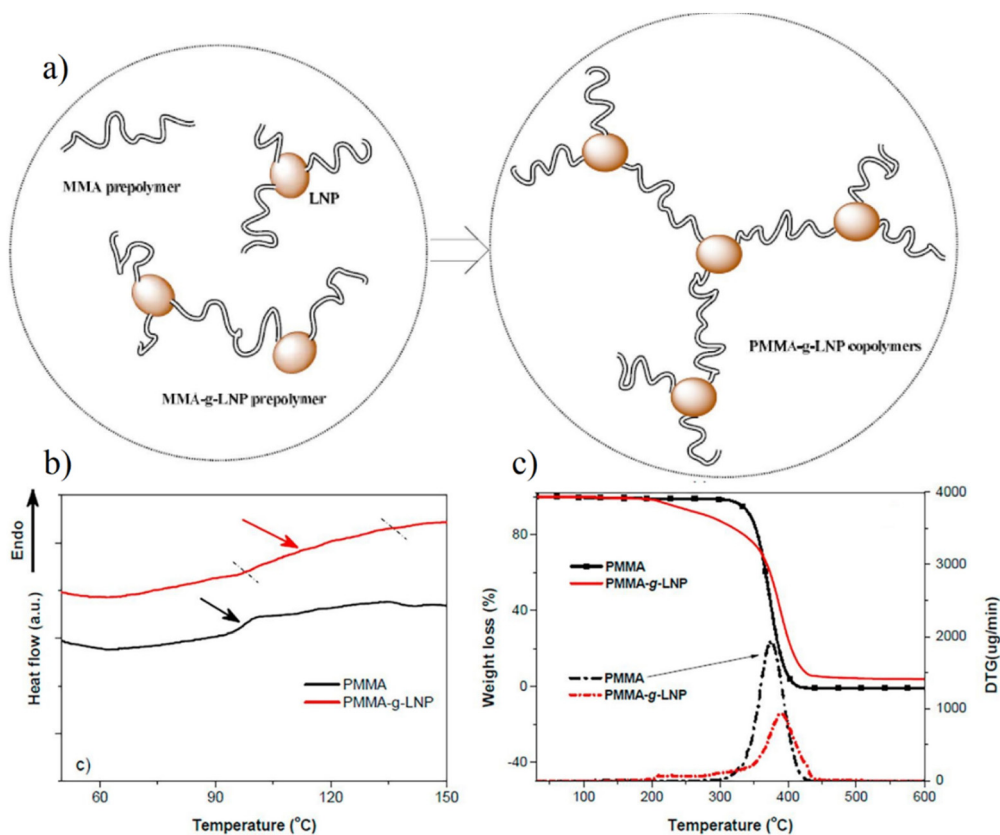 a)
MMA prepolymer
LNP
MMA-g-LNP prepolymer
PMMA-g-LNP copolymers
b)
Endo
Heat flow (a.u.)
PMMA
PMMA-g-LNP
c)
60 90 120 150
Temperature (°C)
c)
Weight loss (%)
80
40
0
-40
PMMA
PMMA-g-LNP
PMMA
PMMA-g-LNP
4000
3000
2000
1000
0
DTG(ug/min)
100 200 300 400 500 600
Temperature (°C)